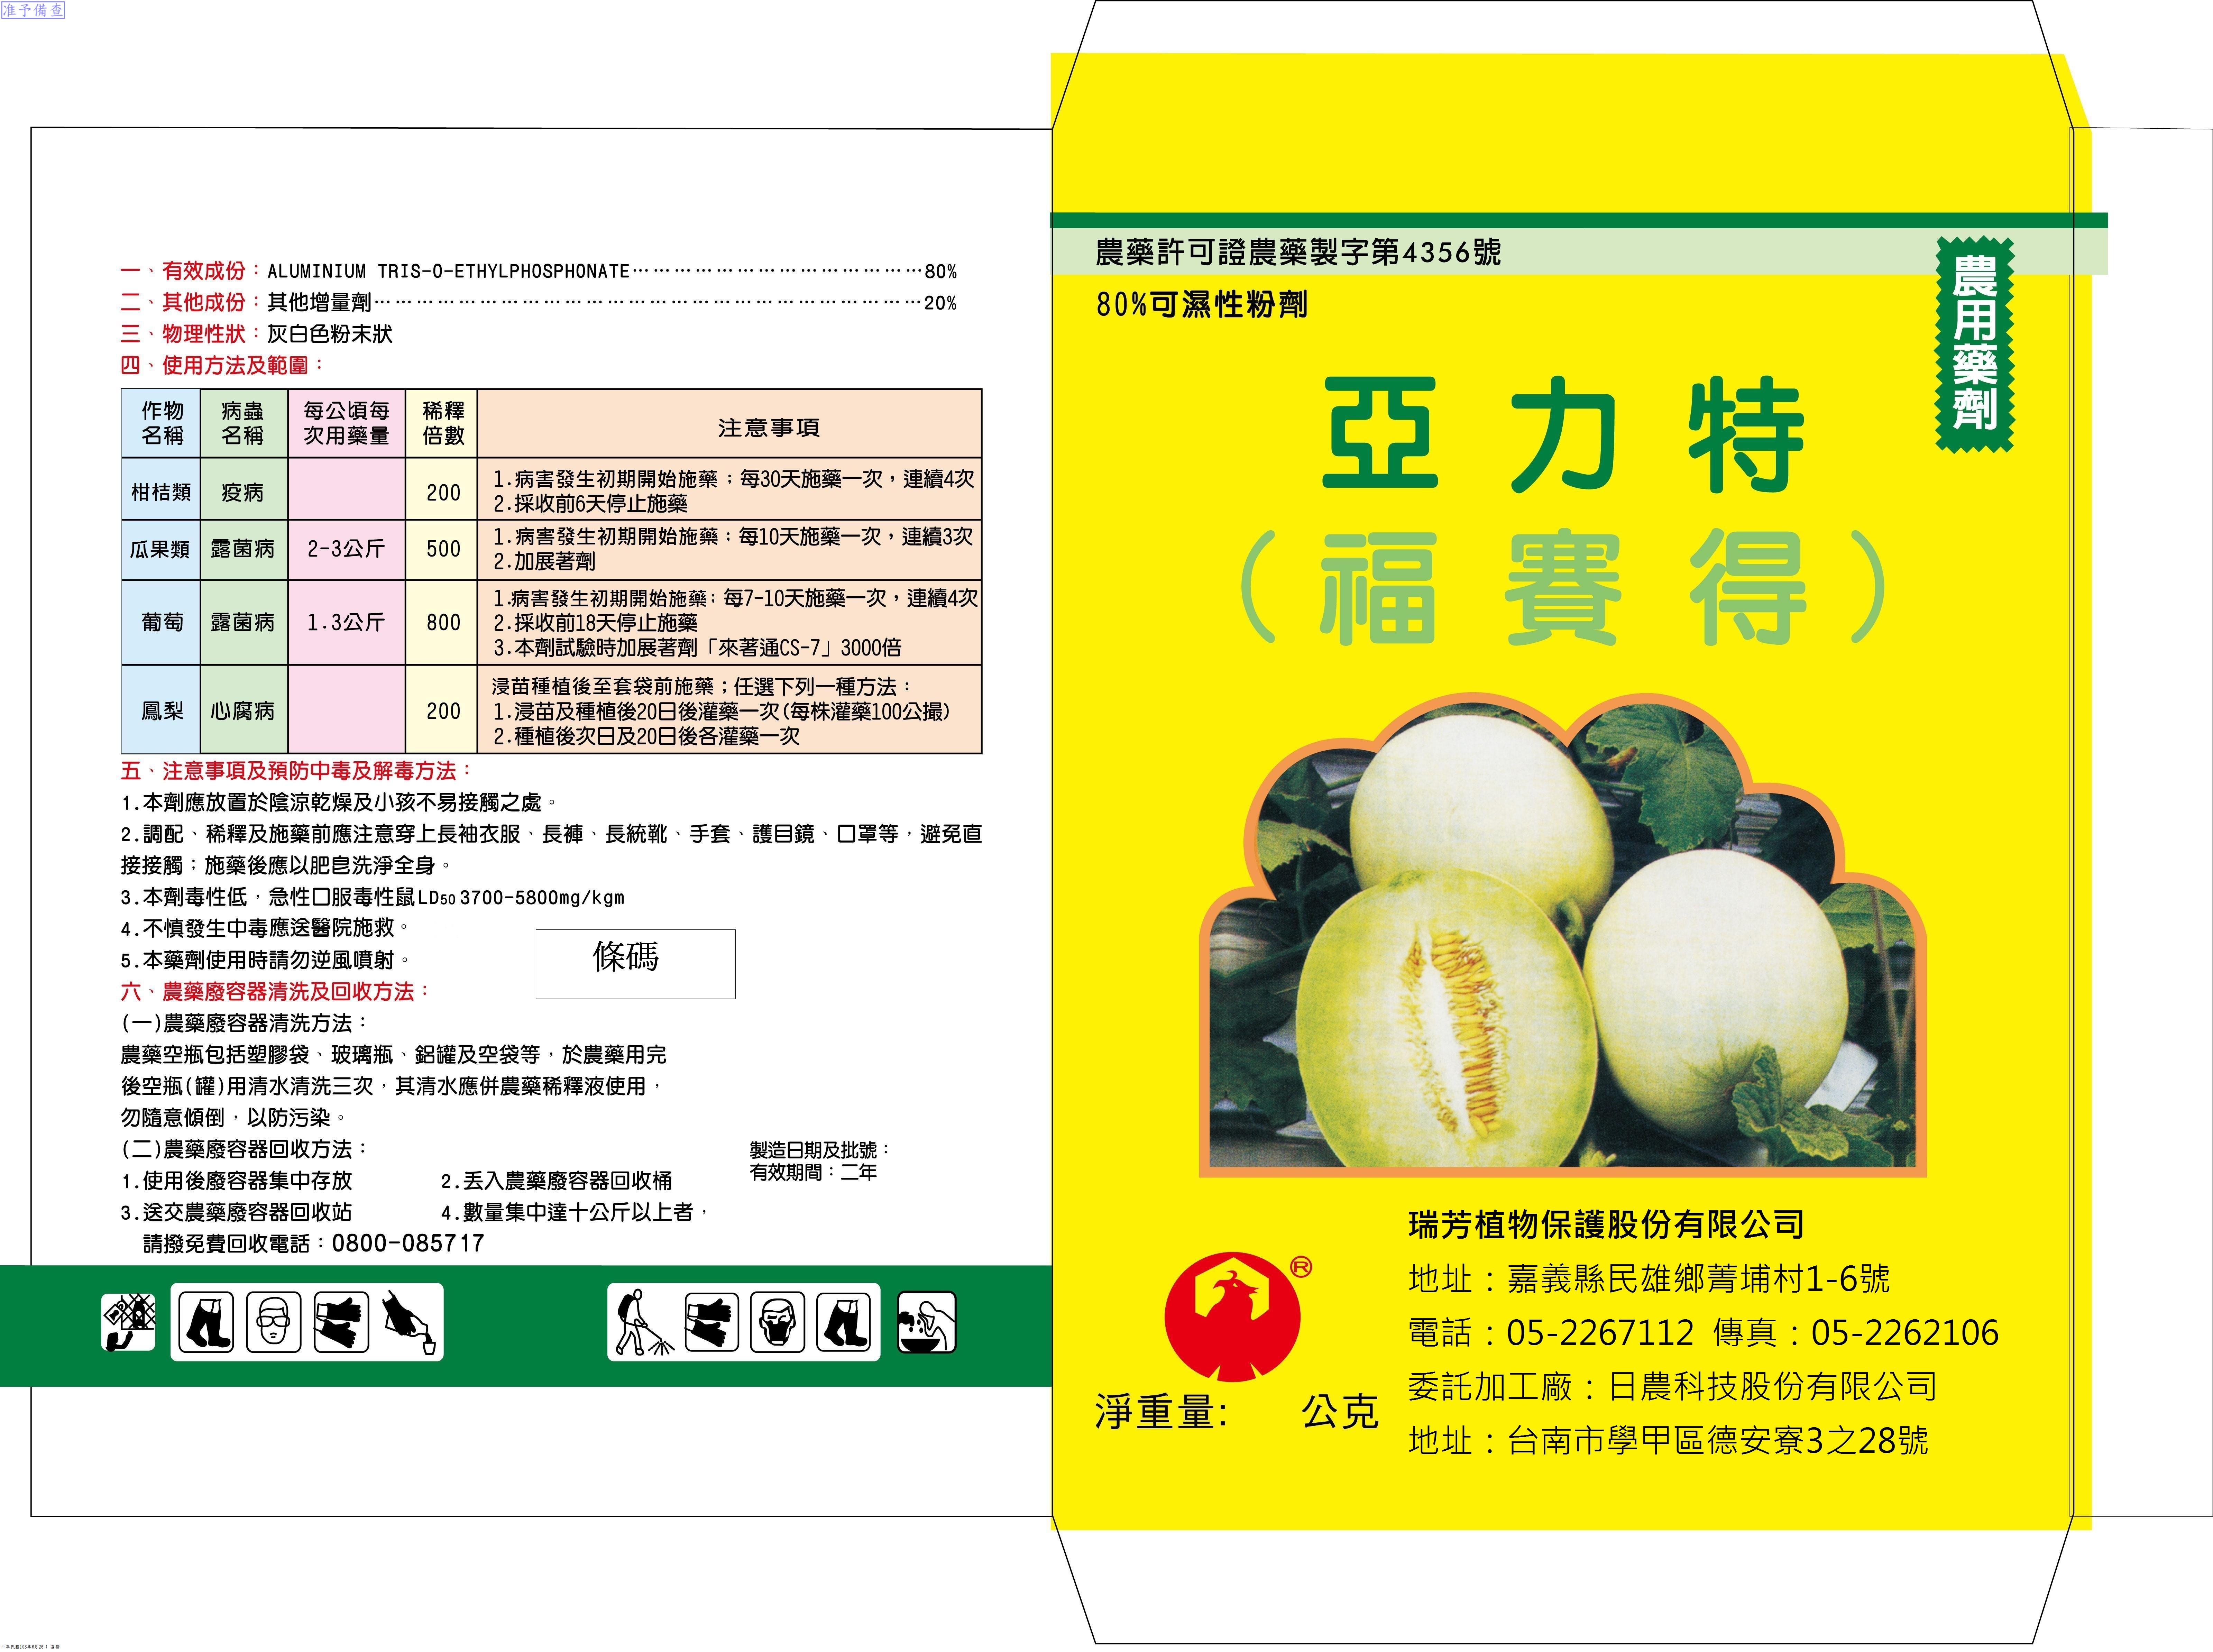 准予備查
一、有效成份：ALUMINIUM TRIS-O-ETHYLPHOSPHONATE………………………………………80%
二、其他成份：其他增量劑…………………………………………………………………………20%
三、物理性狀：灰白色粉末狀
四、使用方法及範圍：
作物名稱 病蟲名稱 每公頃每次用藥量 稀釋倍數 注意事項
柑桔類 疫病 200 1.病害發生初期開始施藥；每30天施藥一次，連續4次
2.採收前6天停止施藥
瓜果類 露菌病 2-3公斤 500 1.病害發生初期開始施藥；每10天施藥一次，連續3次
2.加展著劑
葡萄 露菌病 1.3公斤 800 1.病害發生初期開始施藥；每7-10天施藥一次，連續4次
2.採收前18天停止施藥
3.本劑試驗時加展著劑「來著通CS-7」3000倍
鳳梨 心腐病 200 浸苗種植後至套袋前施藥；任選下列一種方法：
1.浸苗及種植後20日後灌藥一次(每株灌藥100公撮)
2.種植後次日及20日後各灌藥一次
五、注意事項及預防中毒及解毒方法：
1.本劑應放置於陰涼乾燥及小孩不易接觸之處。
2.調配、稀釋及施藥前應注意穿上長袖衣服、長褲、長統靴、手套、護目鏡、口罩等，避免直
接接觸；施藥後應以肥皂洗淨全身。
3.本劑毒性低，急性口服毒性鼠LD50 3700-5800mg/kgm
4.不慎發生中毒應送醫院施救。
5.本藥劑使用時請勿逆風噴射。
條碼
六、農藥廢容器清洗及回收方法：
(一)農藥廢容器清洗方法：
農藥空瓶包括塑膠袋、玻璃瓶、鋁罐及空袋等，於農藥用完
後空瓶(罐)用清水清洗三次，其清水應併農藥稀釋液使用，
勿隨意傾倒，以防污染。
(二)農藥廢容器回收方法：
1.使用後廢容器集中存放 2.丟入農藥廢容器回收桶
3.送交農藥廢容器回收站 4.數量集中達十公斤以上者，
請撥免費回收電話：0800-085717
製造日期及批號：
有效期間：二年
農藥許可證農藥製字第4356號
80%可濕性粉劑
農用藥劑
亞力特
(福賽得)
瑞芳植物保護股份有限公司
地址：嘉義縣民雄鄉菁埔村1-6號
電話：05-2267112 傳真：05-2262106
委託加工廠：日農科技股份有限公司
地址：台南市學甲區德安寮3之28號
®
淨重量: 公克